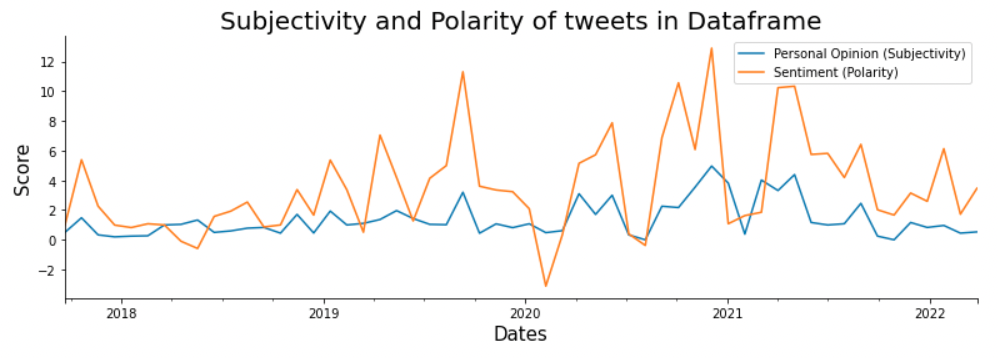 Subjectivity and Polarity of tweets in Dataframe
Personal Opinion (Subjectivity)
Sentiment (Polarity)
Score
12
10
8
6
4
2
0
−2
2018 2019 2020 2021 2022
Dates